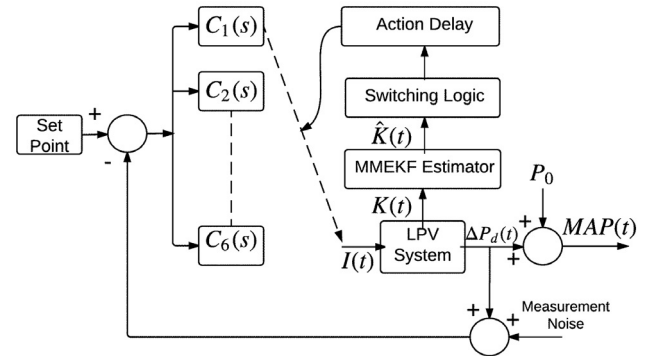 C₁(s)
Action Delay
C₂(s)
Switching Logic
Set
Point
+
-
K̂(t)
MMEKF Estimator
P₀
K(t)
C₆(s)
LPV
System
I(t)
ΔP_d(t)
+
+
MAP(t)
+
+
Measurement
Noise